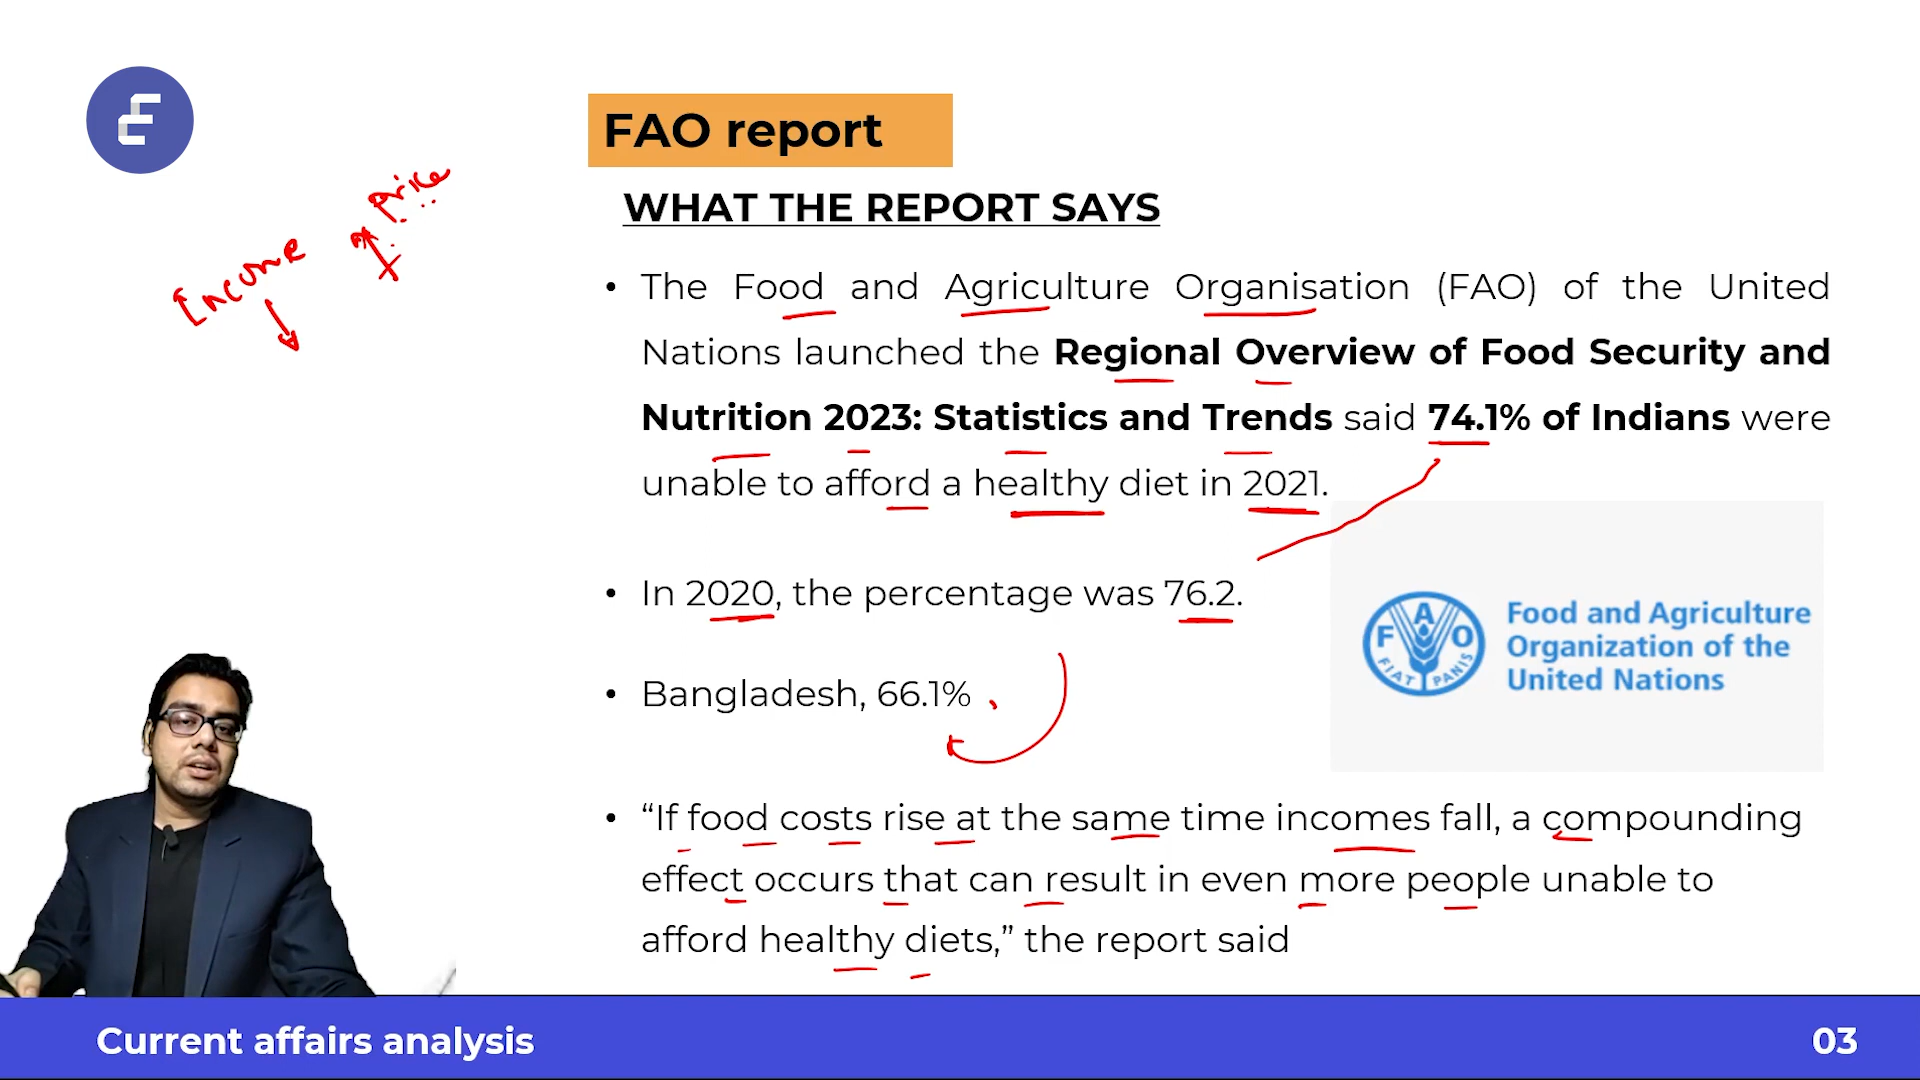 FAO report
WHAT THE REPORT SAYS
Price
Income
• The Food and Agriculture Organisation (FAO) of the United
Nations launched the Regional Overview of Food Security and
Nutrition 2023: Statistics and Trends said 74.1% of Indians were
unable to afford a healthy diet in 2021.
• In 2020, the percentage was 76.2.
• Bangladesh, 66.1%
F A O
FIAT PANIS
Food and Agriculture
Organization of the
United Nations
• “If food costs rise at the same time incomes fall, a compounding
effect occurs that can result in even more people unable to
afford healthy diets,” the report said
Current affairs analysis
03